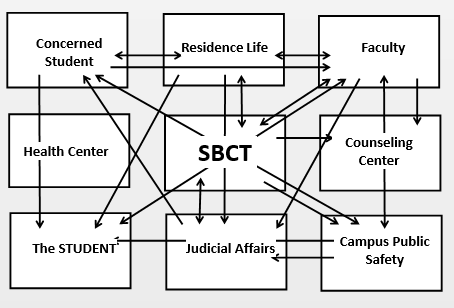 Concerned
Student
Residence Life
Faculty
Health Center
SBCT
Counseling
Center
The STUDENT
Judicial Affairs
Campus Public
Safety